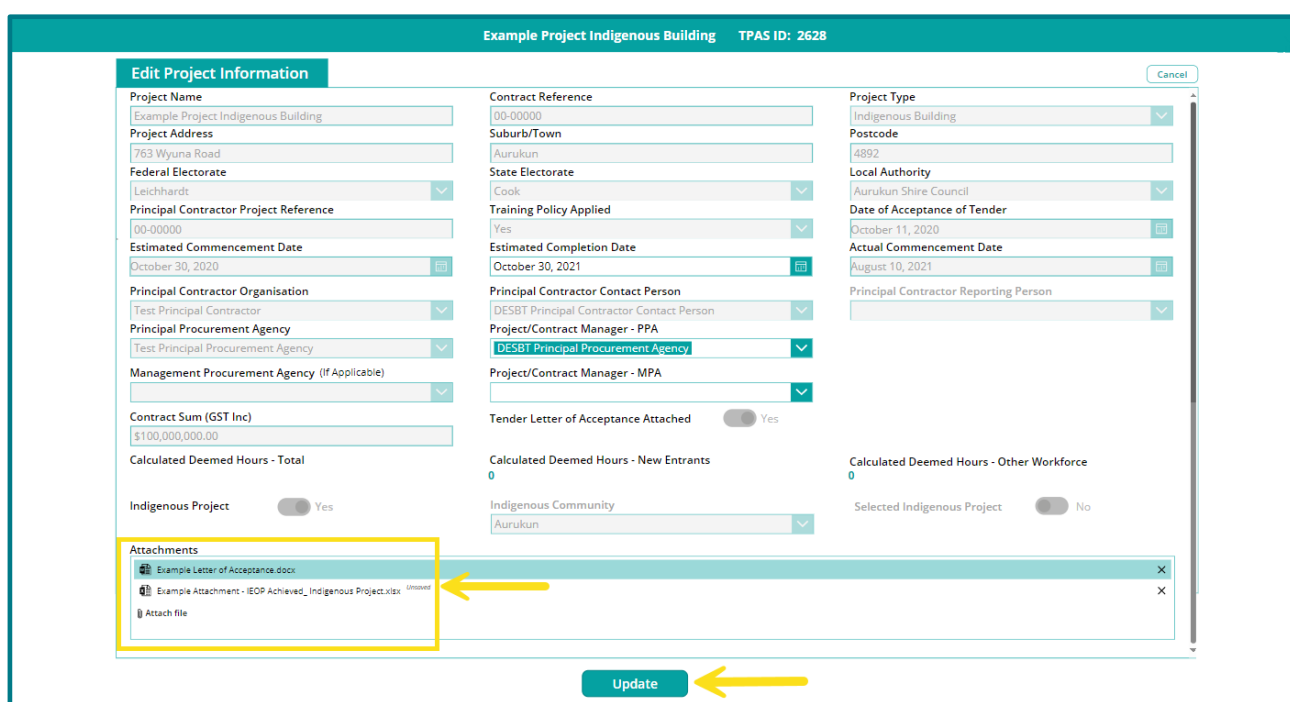 Example Project Indigenous Building TPAS ID: 2628
Edit Project Information
Cancel
Project Name Contract Reference Project Type
Example Project Indigenous Building 00-00000 Indigenous Building
Project Address Suburb/Town Postcode
763 Wyuna Road Aurukun 4892
Federal Electorate State Electorate Local Authority
Leichhardt Cook Aurukun Shire Council
Principal Contractor Project Reference Training Policy Applied Date of Acceptance of Tender
00-00000 Yes October 11, 2020
Estimated Commencement Date Estimated Completion Date Actual Commencement Date
October 30, 2020 October 30, 2021 August 10, 2021
Principal Contractor Organisation Principal Contractor Contact Person Principal Contractor Reporting Person
Test Principal Contractor DESBT Principal Contractor Contact Person
Principal Procurement Agency Project/Contract Manager - PPA
Test Principal Procurement Agency DESBT Principal Procurement Agency
Management Procurement Agency (If Applicable) Project/Contract Manager - MPA
Contract Sum (GST Inc) Tender Letter of Acceptance Attached Yes
$100,000,000.00
Calculated Deemed Hours - Total Calculated Deemed Hours - New Entrants Calculated Deemed Hours - Other Workforce
0 0
Indigenous Project Yes Indigenous Community Selected Indigenous Project No
Aurukun
Attachments
Example Letter of Acceptance.docx
Example Attachment - IEOP Achieved_ Indigenous Project.xlsx Unsaved
Attach file
Update